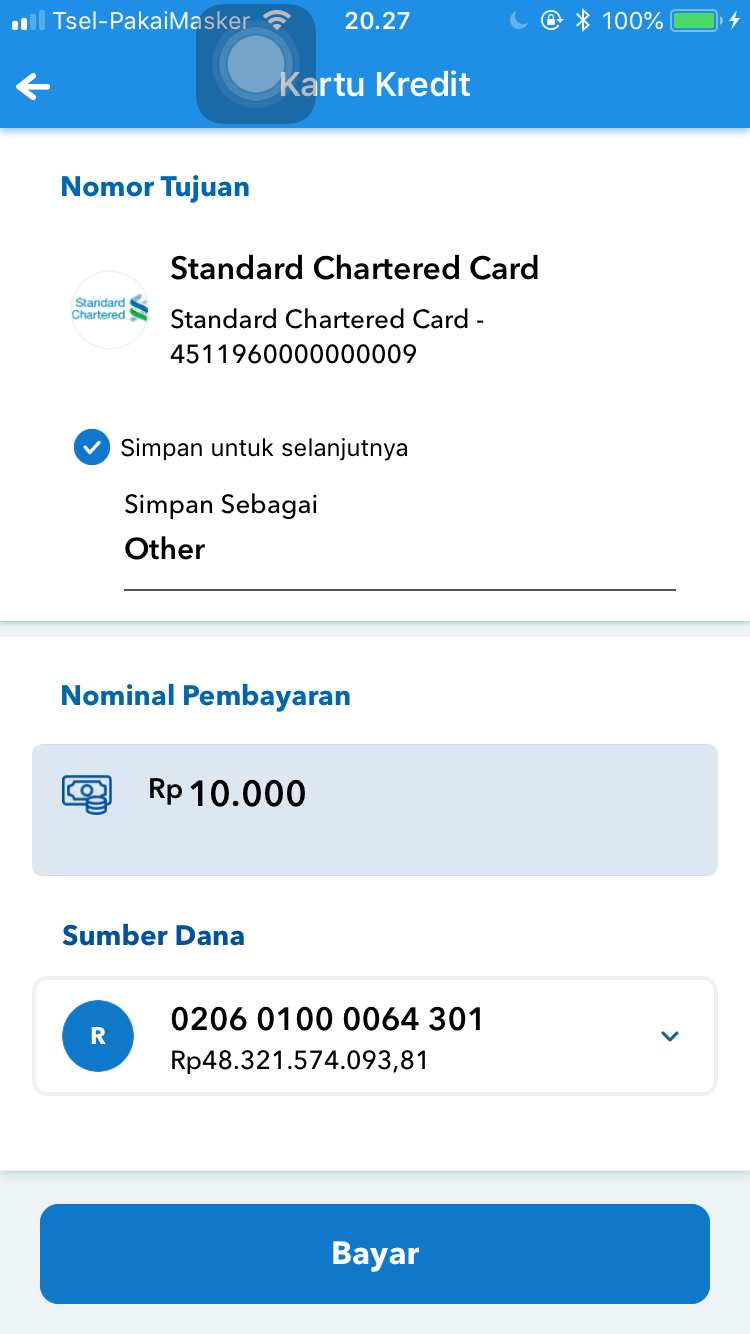 Tsel-PakaiMasker 20.27 100%
Kartu Kredit
Nomor Tujuan
Standard Chartered Card
Standard
Chartered
Standard Chartered Card -
4511960000000009
Simpan untuk selanjutnya
Simpan Sebagai
Other
Nominal Pembayaran
Rp 10.000
Sumber Dana
R
0206 0100 0064 301
Rp48.321.574.093,81
Bayar